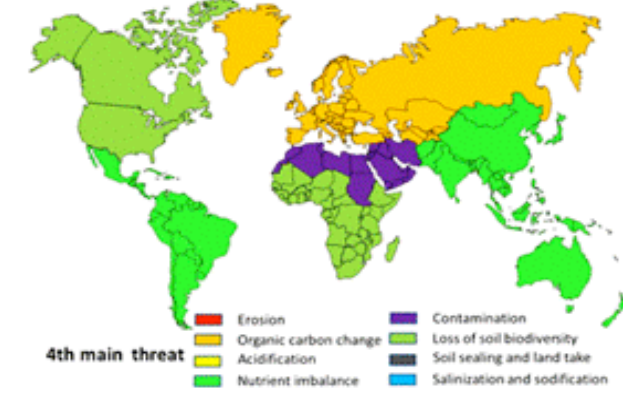 Erosion
Contamination
Organic carbon change
Loss of soil biodiversity
4th main threat
Acidification
Soil sealing and land take
Nutrient imbalance
Salinization and sodification